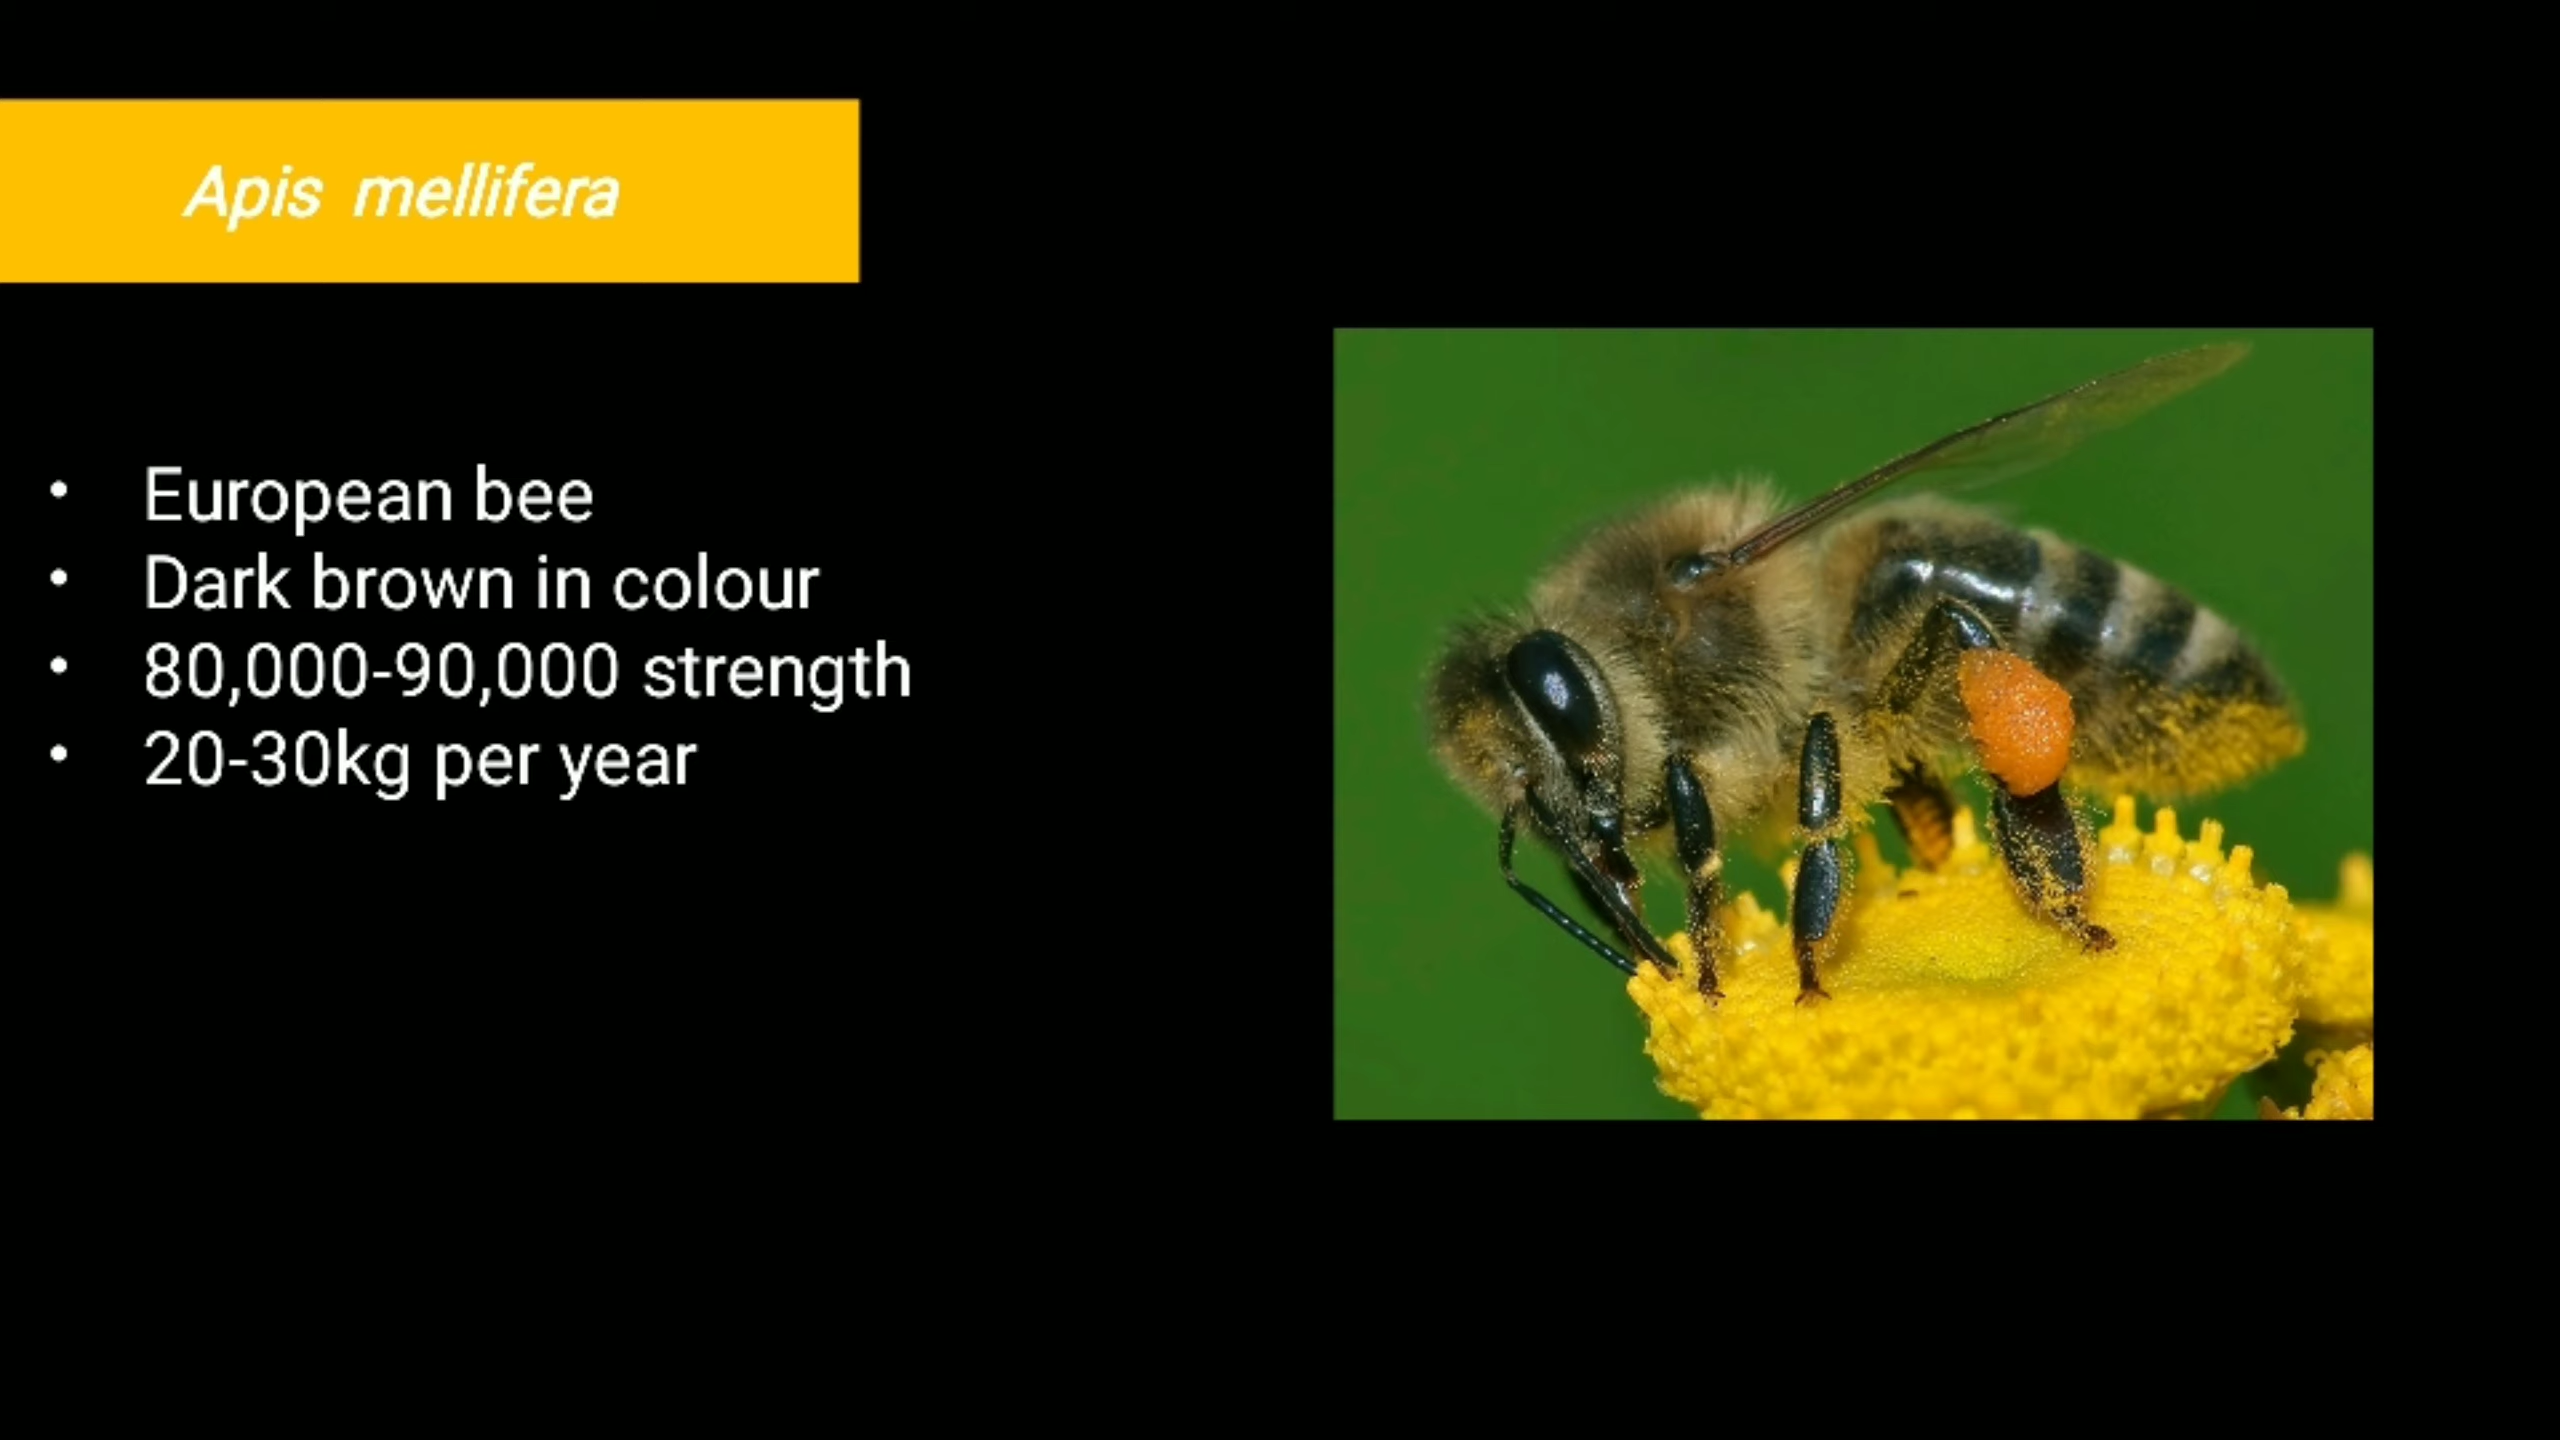 Apis mellifera
• European bee
• Dark brown in colour
• 80,000-90,000 strength
• 20-30kg per year